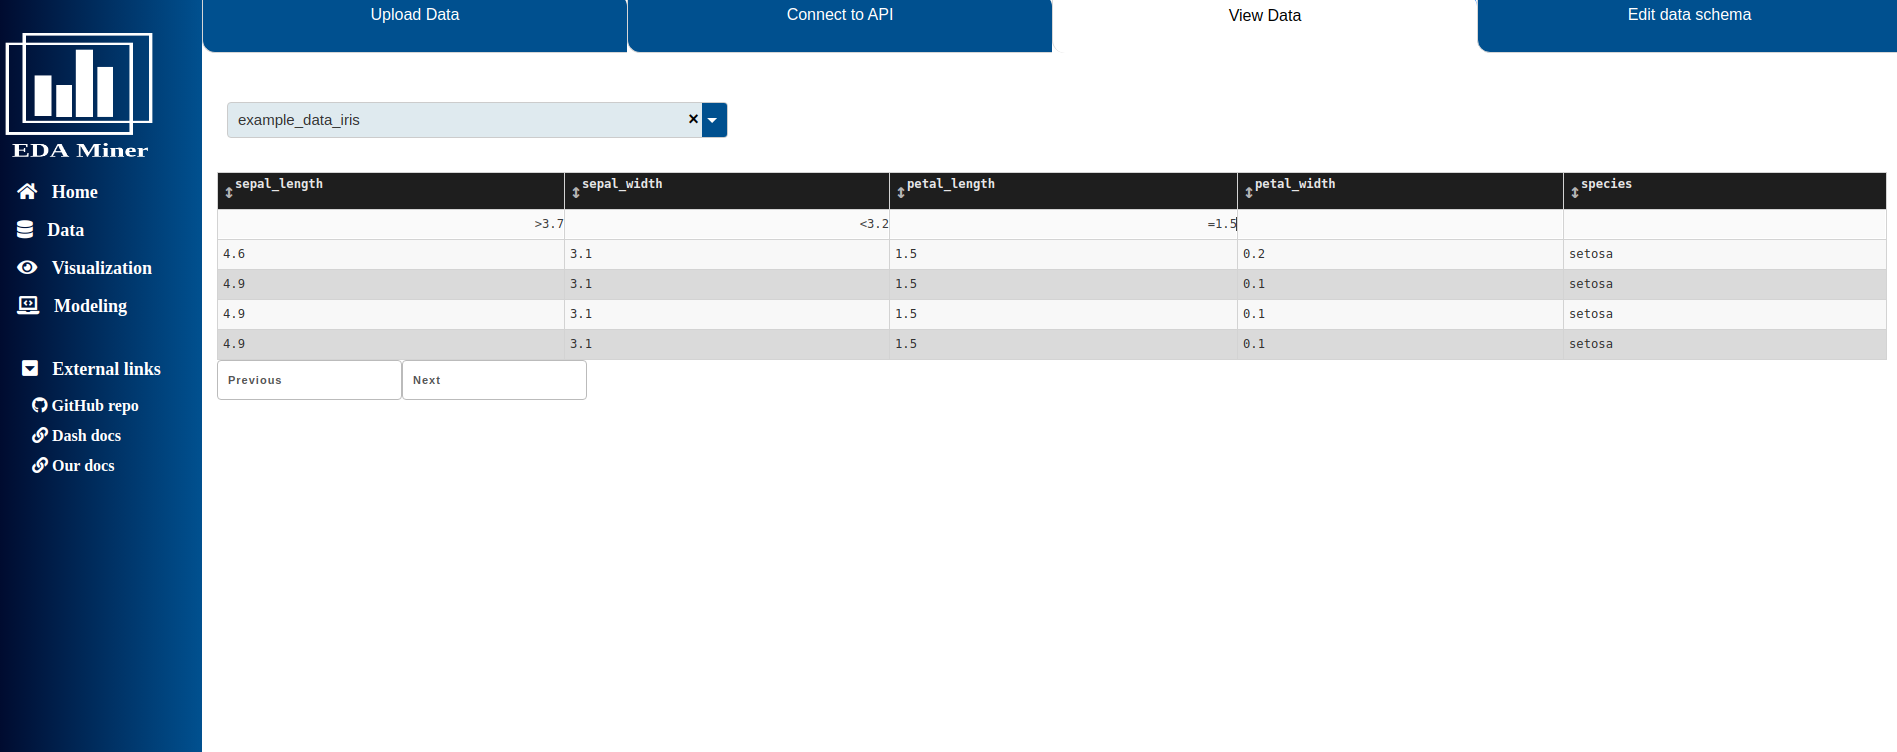 Upload Data Connect to API View Data Edit data schema
EDA Miner
Home
Data
Visualization
Modeling
External links
GitHub repo
Dash docs
Our docs
example_data_iris ×
sepal_length sepal_width petal_length petal_width species
>3.7 <3.2 =1.5
4.6 3.1 1.5 0.2 setosa
4.9 3.1 1.5 0.1 setosa
4.9 3.1 1.5 0.1 setosa
4.9 3.1 1.5 0.1 setosa
Previous Next